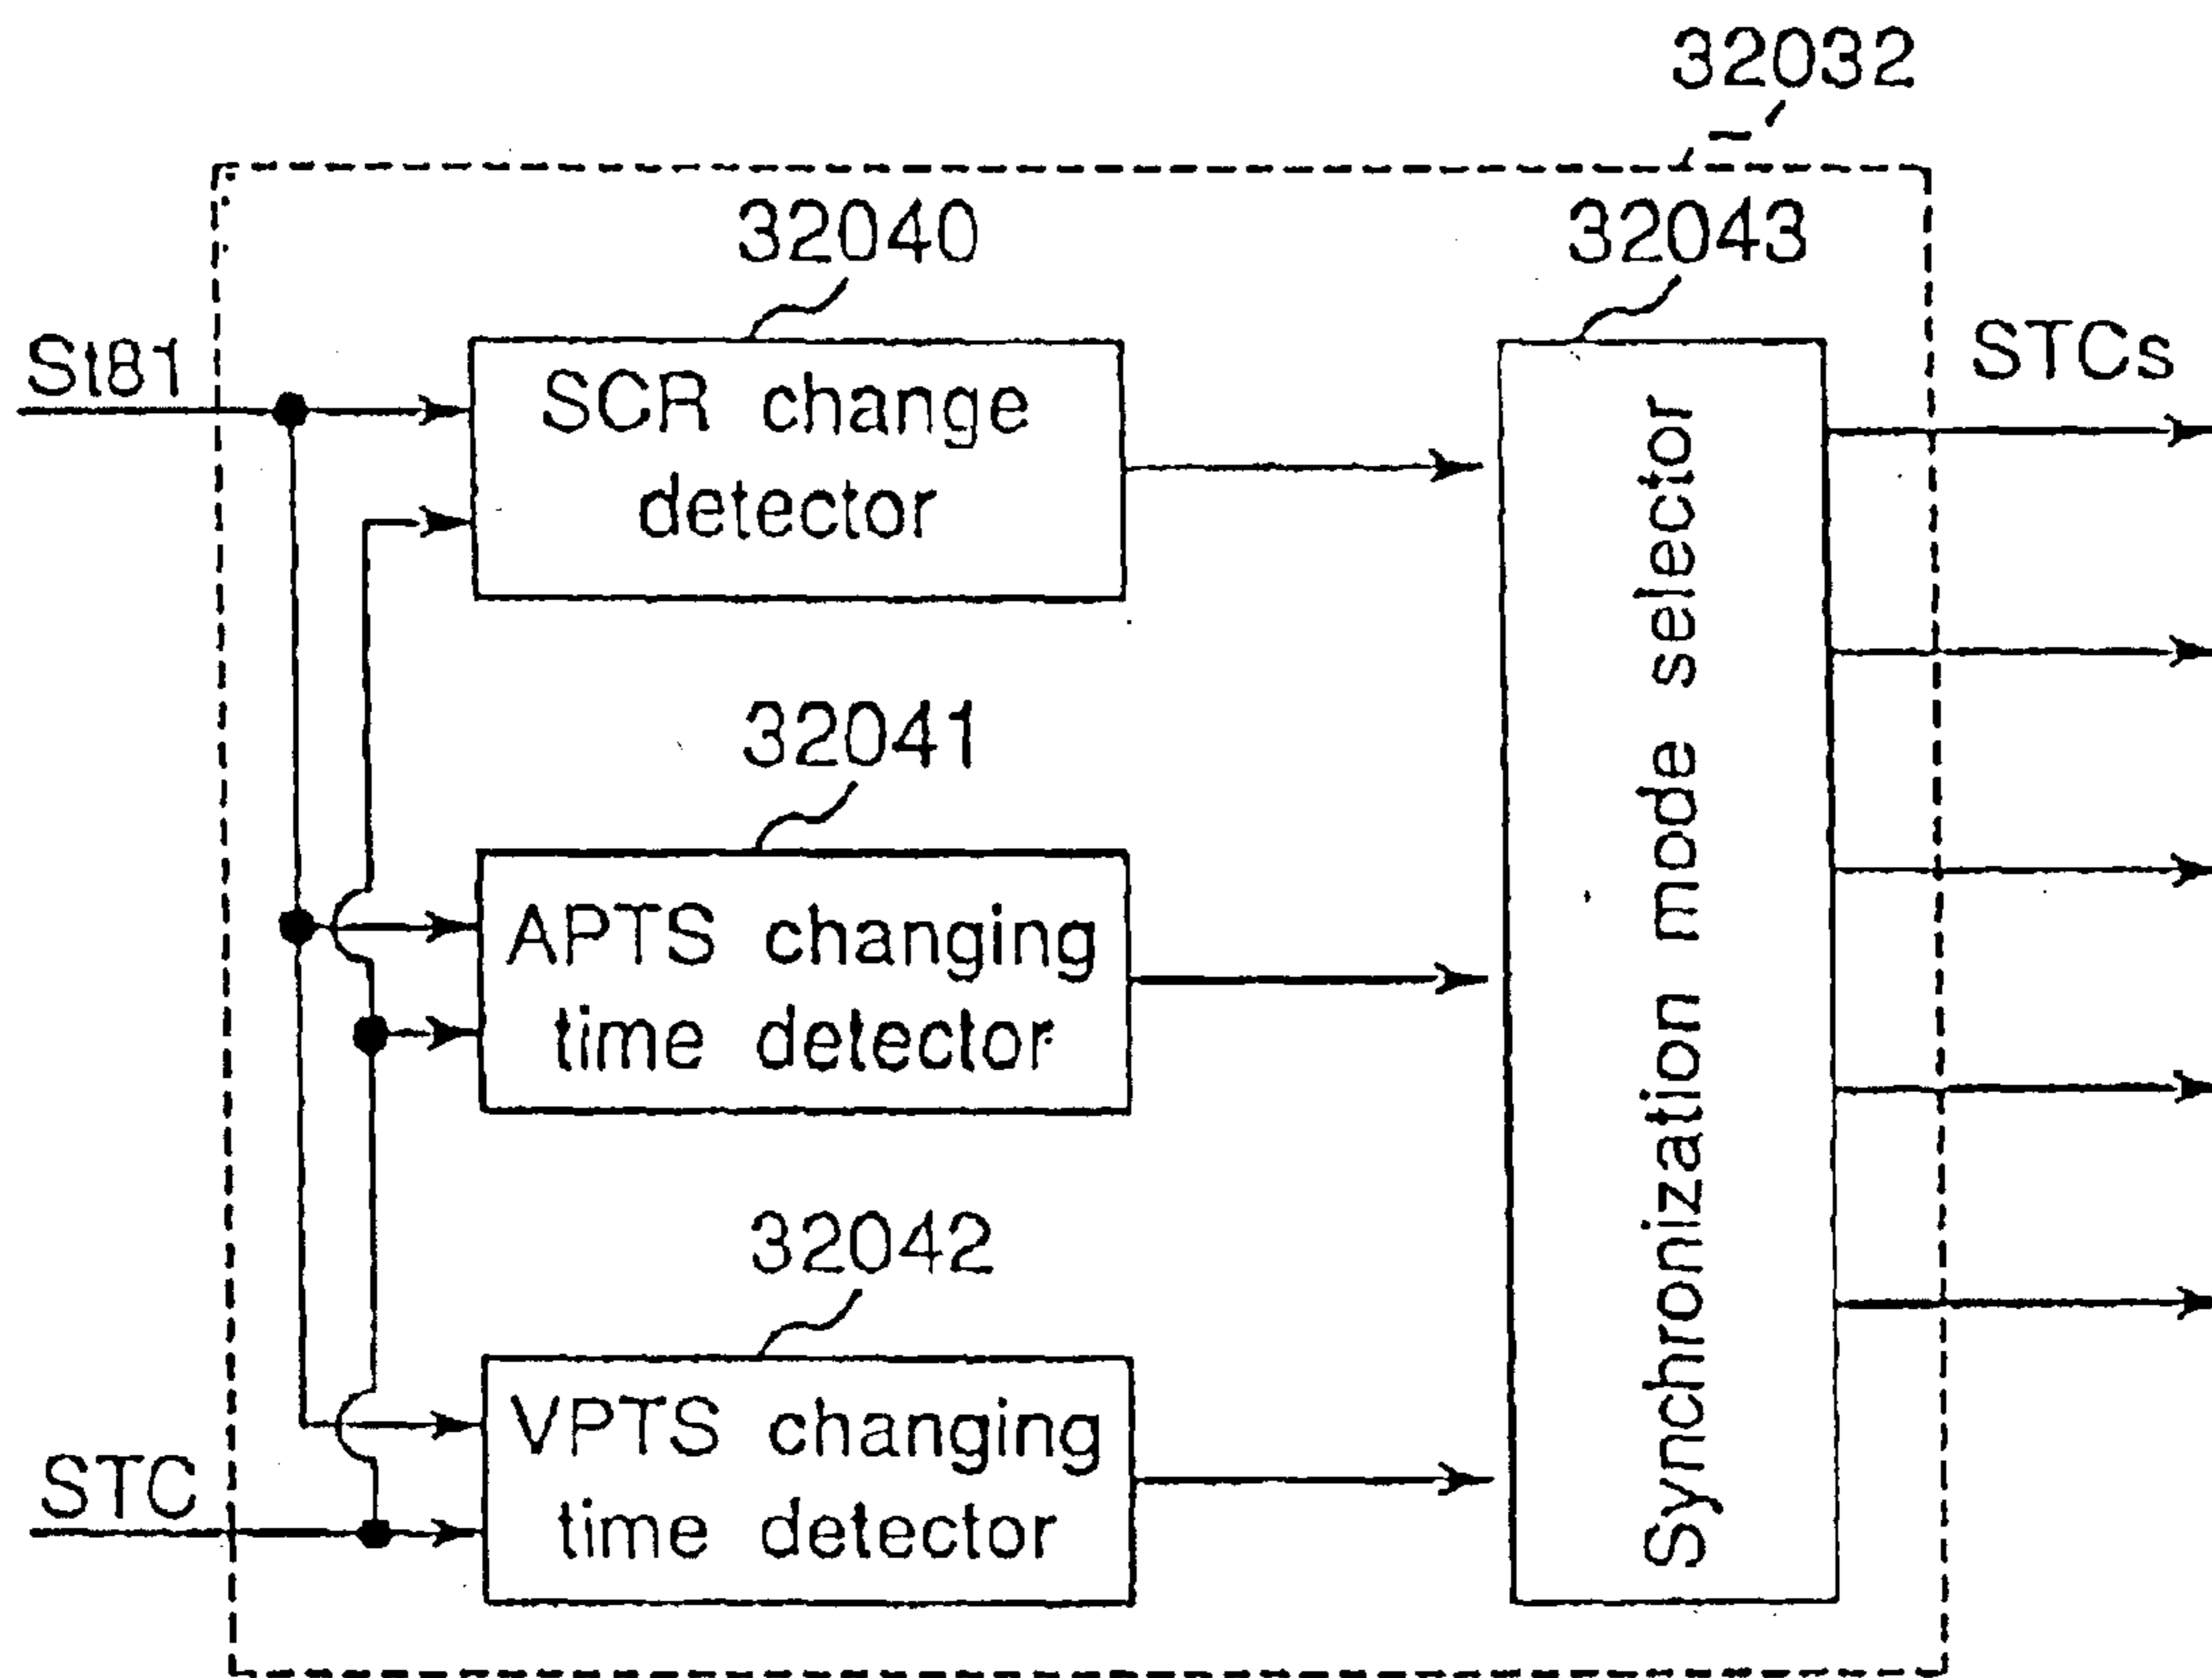 32032
32040
32043
St81
STCs
SCR change
detector
32041
APTS changing
time detector
Synchronization mode selector
32042
VPTS changing
time detector
STC